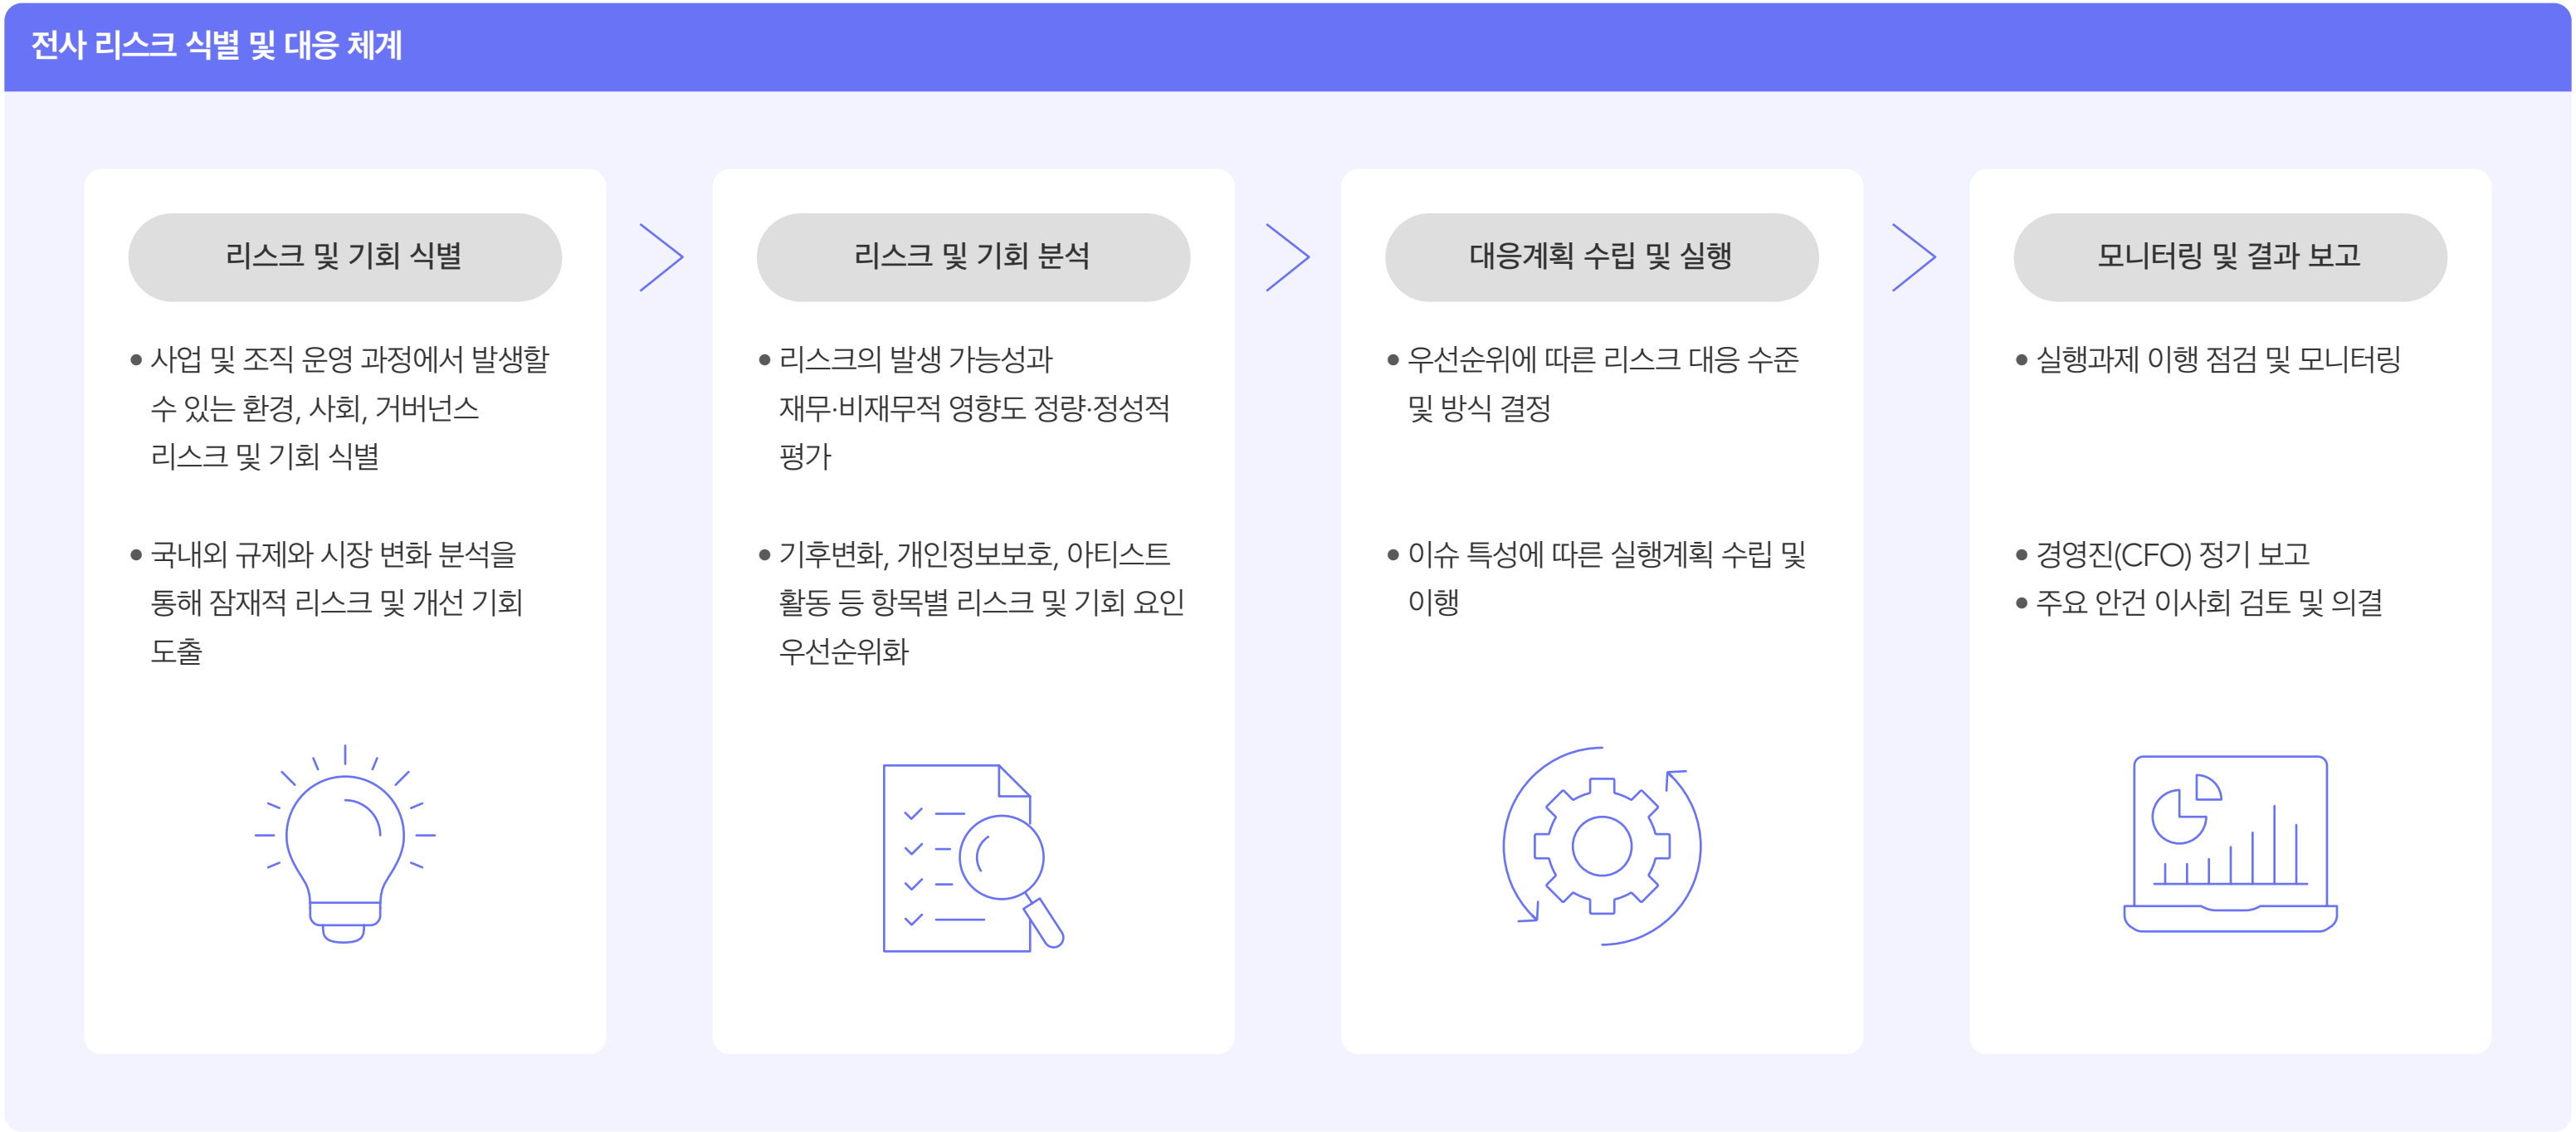 전사 리스크 식별 및 대응 체계
리스크 및 기회 식별
• 사업 및 조직 운영 과정에서 발생할
수 있는 환경, 사회, 거버넌스
리스크 및 기회 식별
• 국내외 규제와 시장 변화 분석을
통해 잠재적 리스크 및 개선 기회
도출
리스크 및 기회 분석
• 리스크의 발생 가능성과
재무·비재무적 영향도 정량·정성적
평가
• 기후변화, 개인정보보호, 아티스트
활동 등 항목별 리스크 및 기회 요인
우선순위화
대응계획 수립 및 실행
• 우선순위에 따른 리스크 대응 수준
및 방식 결정
• 이슈 특성에 따른 실행계획 수립 및
이행
모니터링 및 결과 보고
• 실행과제 이행 점검 및 모니터링
• 경영진(CFO) 정기 보고
• 주요 안건 이사회 검토 및 의결